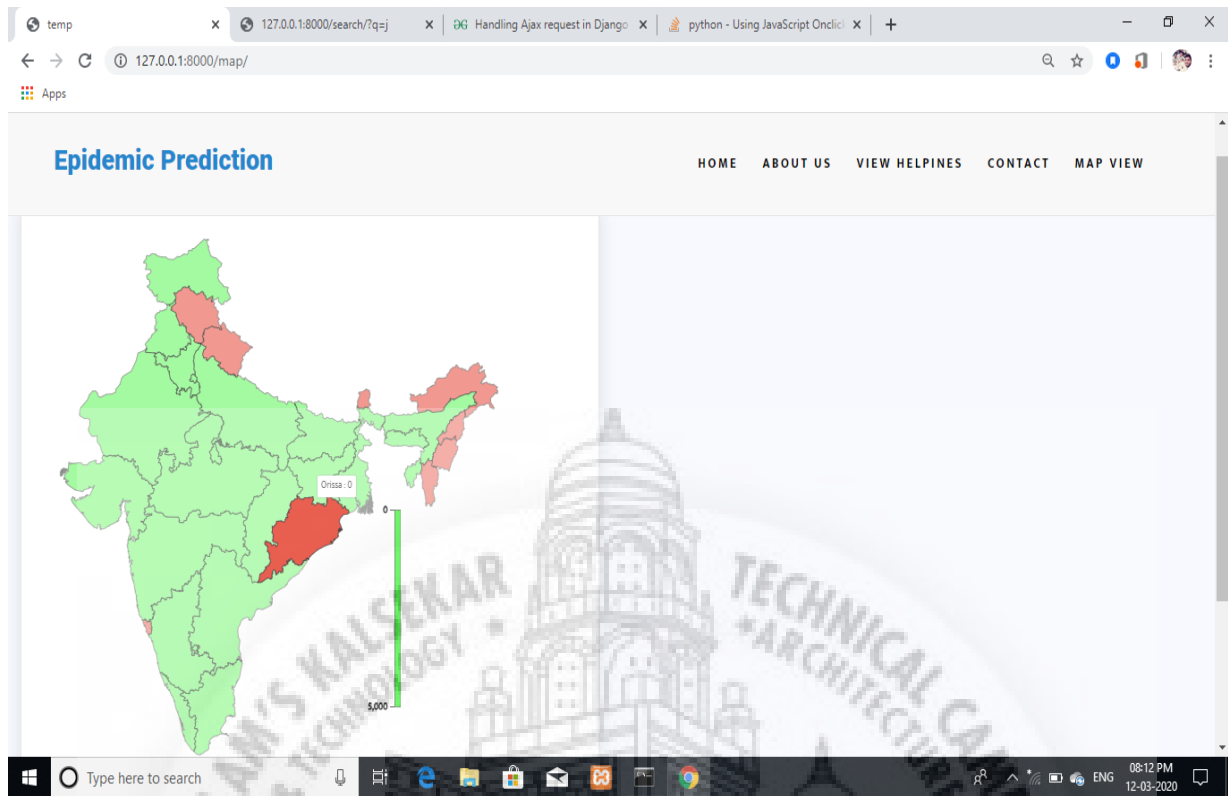 temp
127.0.0.1:8000/search/?q=j
Handling Ajax request in Django
python - Using JavaScript Onclic
127.0.0.1:8000/map/
Apps
Epidemic Prediction
HOME ABOUT US VIEW HELPINES CONTACT MAP VIEW
Orissa : 0
0
5,000
KALSEKAR
TECHNICAL
TECHNOLOGY *
*ARCHITECTURE
Type here to search
ENG
08:12 PM
12-03-2020